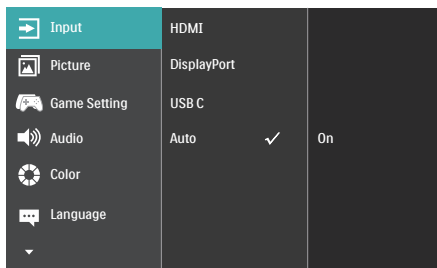 Input
HDMI
Picture
DisplayPort
Game Setting
USB C
Audio
Auto
On
Color
Language